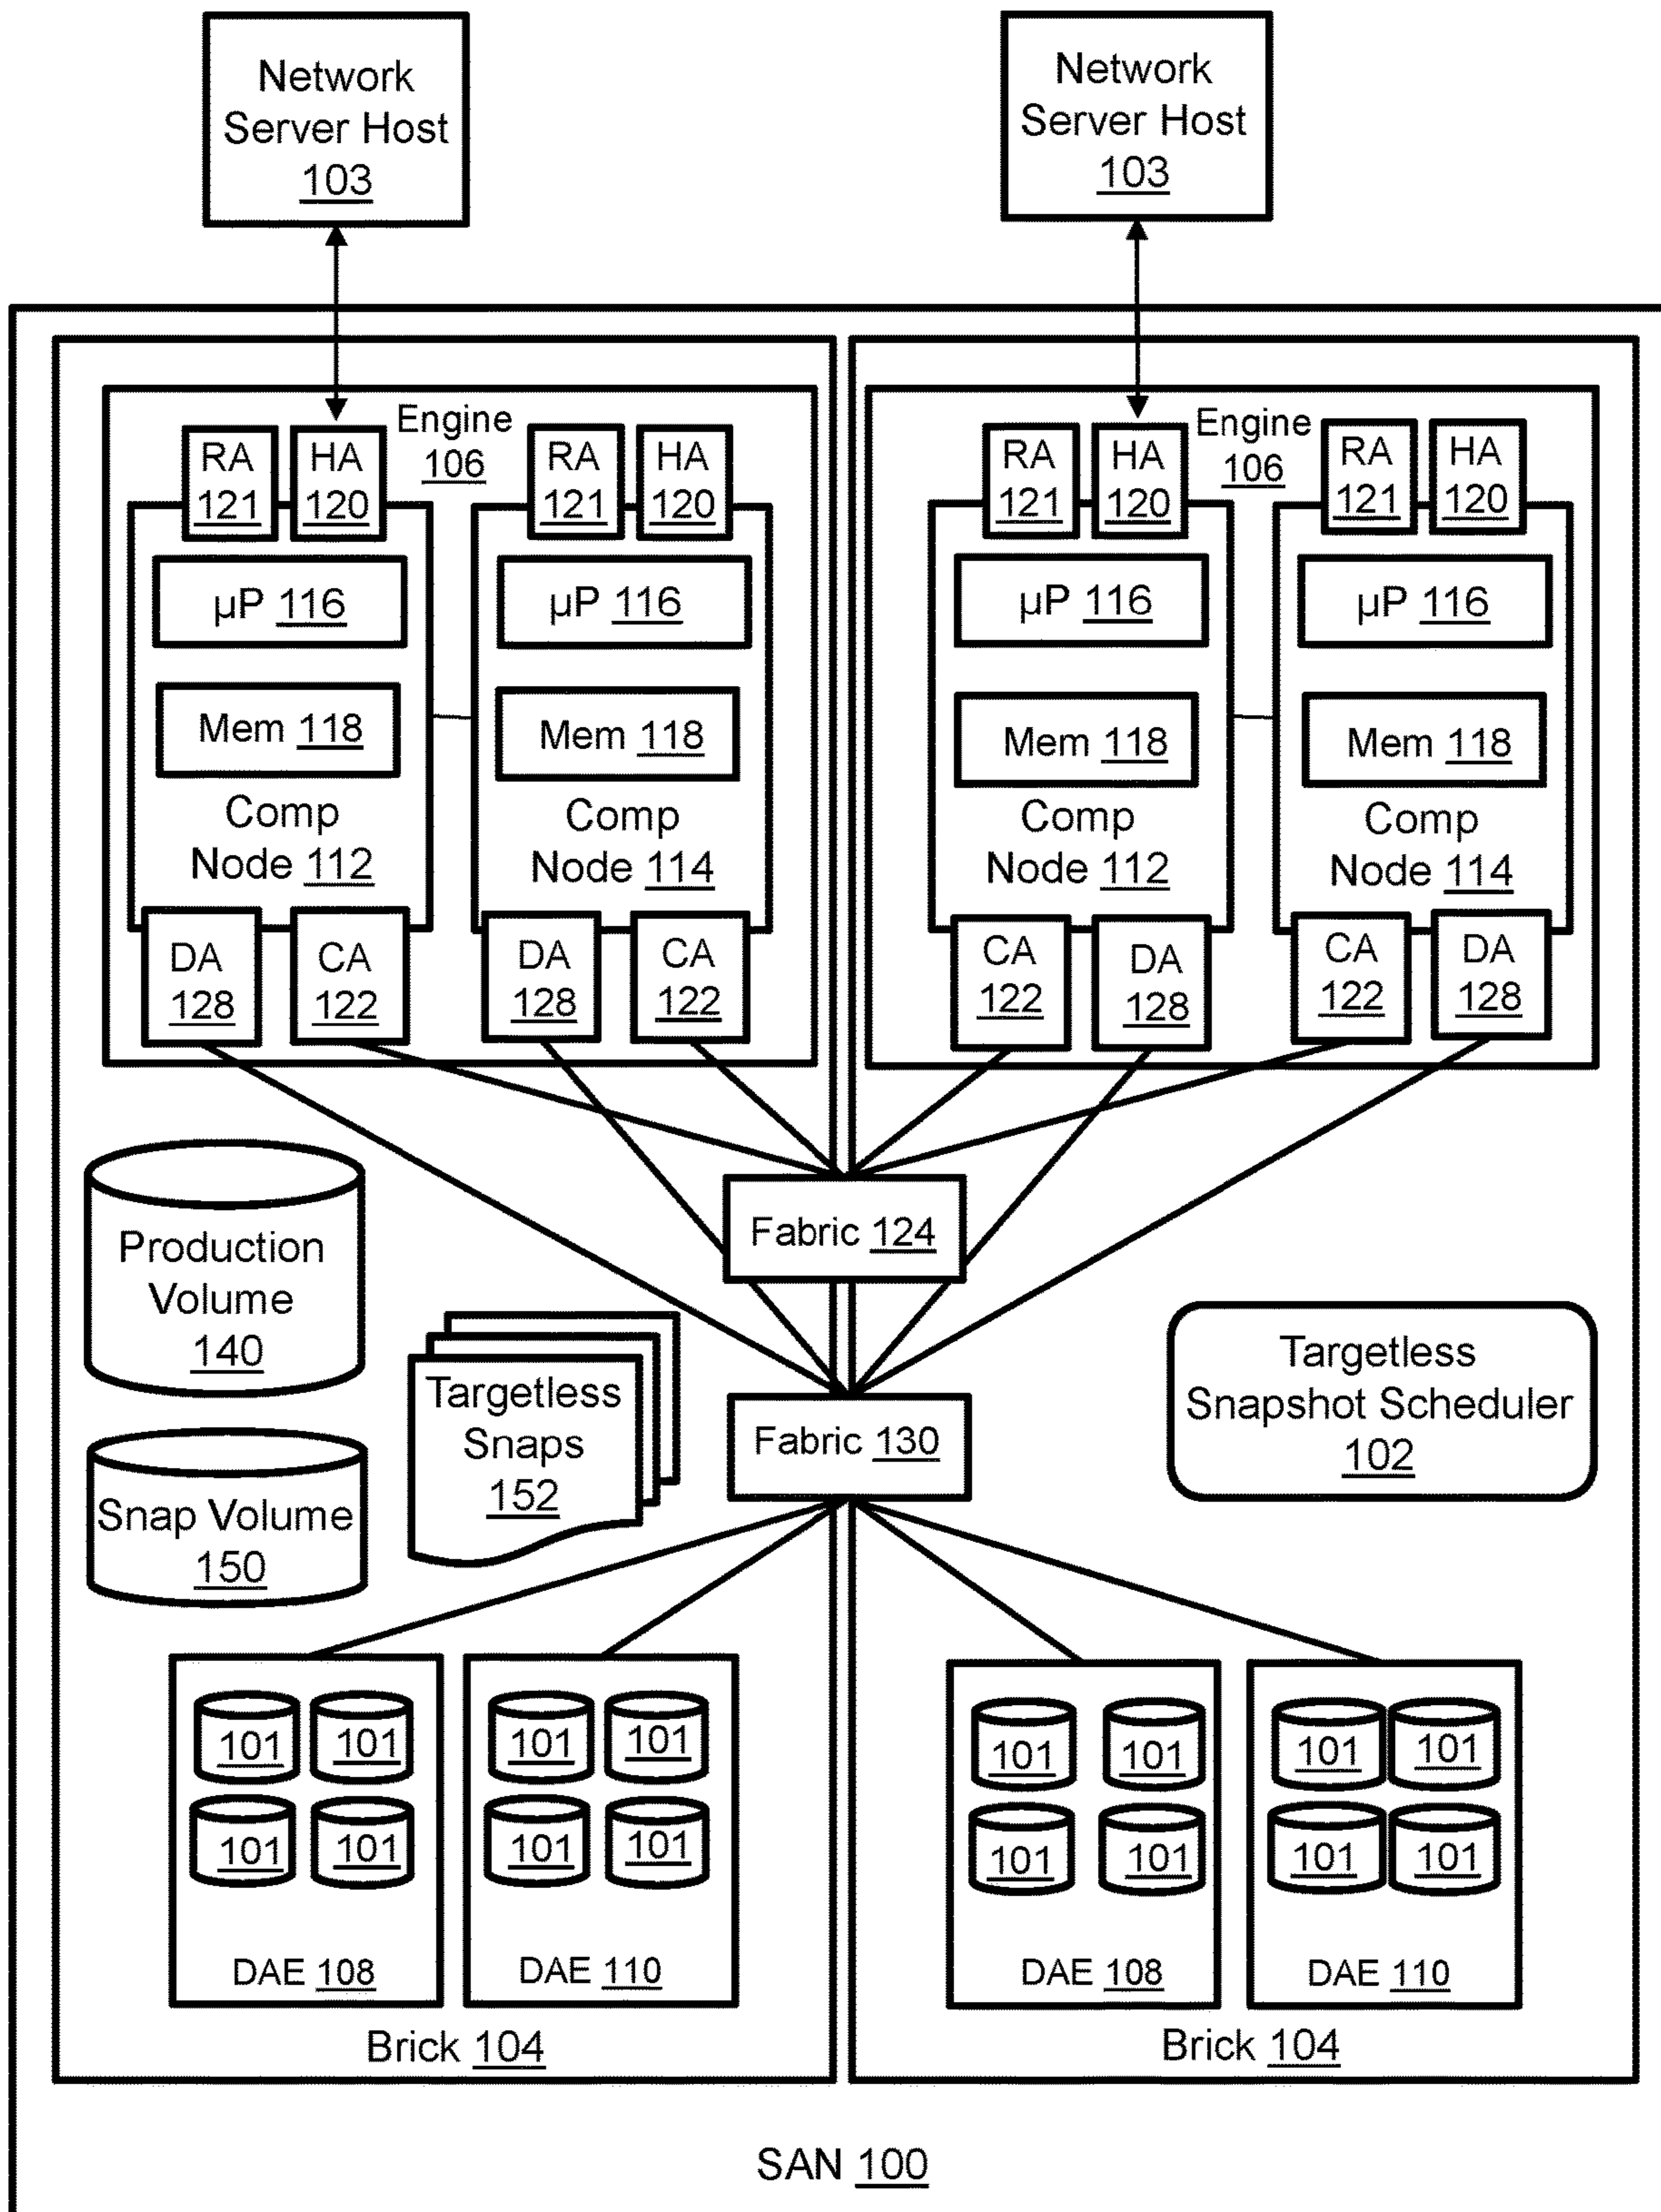 Network
Server Host
103
Network
Server Host
103
Engine
106
RA
121
HA
120
RA
121
HA
120
µP 116
µP 116
Mem 118
Mem 118
Comp
Node 112
Comp
Node 114
DA
128
CA
122
DA
128
CA
122
Engine
106
RA
121
HA
120
RA
121
HA
120
µP 116
µP 116
Mem 118
Mem 118
Comp
Node 112
Comp
Node 114
CA
122
DA
128
CA
122
DA
128
Fabric 124
Production
Volume
140
Targetless
Snaps
152
Fabric 130
Targetless
Snapshot Scheduler
102
Snap Volume
150
101 101
101 101
DAE 108
101 101
101 101
DAE 110
Brick 104
101 101
101 101
DAE 108
101 101
101 101
DAE 110
Brick 104
SAN 100